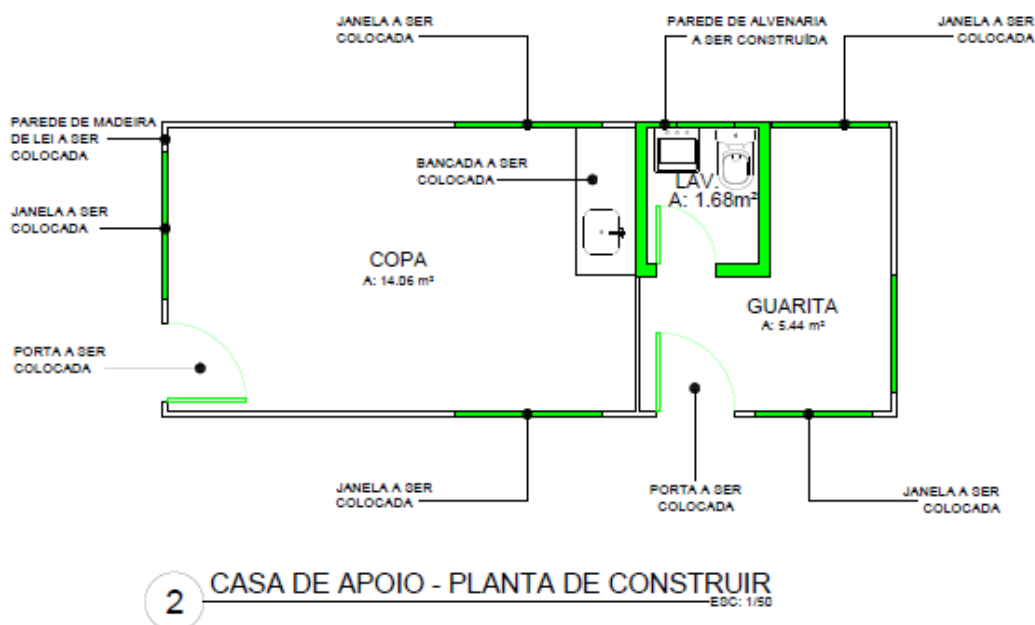 JANELA A SER
COLOCADA
PAREDE DE ALVENARIA
A SER CONSTRUÍDA
JANELA A SER
COLOCADA
PAREDE DE MADEIRA
DE LEI A SER
COLOCADA
BANCADA A SER
COLOCADA
LAV.
A: 1.68m²
JANELA A SER
COLOCADA
COPA
A: 14.06 m²
GUARITA
A: 5.44 m²
PORTA A SER
COLOCADA
JANELA A SER
COLOCADA
PORTA A SER
COLOCADA
JANELA A SER
COLOCADA
2
CASA DE APOIO - PLANTA DE CONSTRUIR
ESC: 1/50